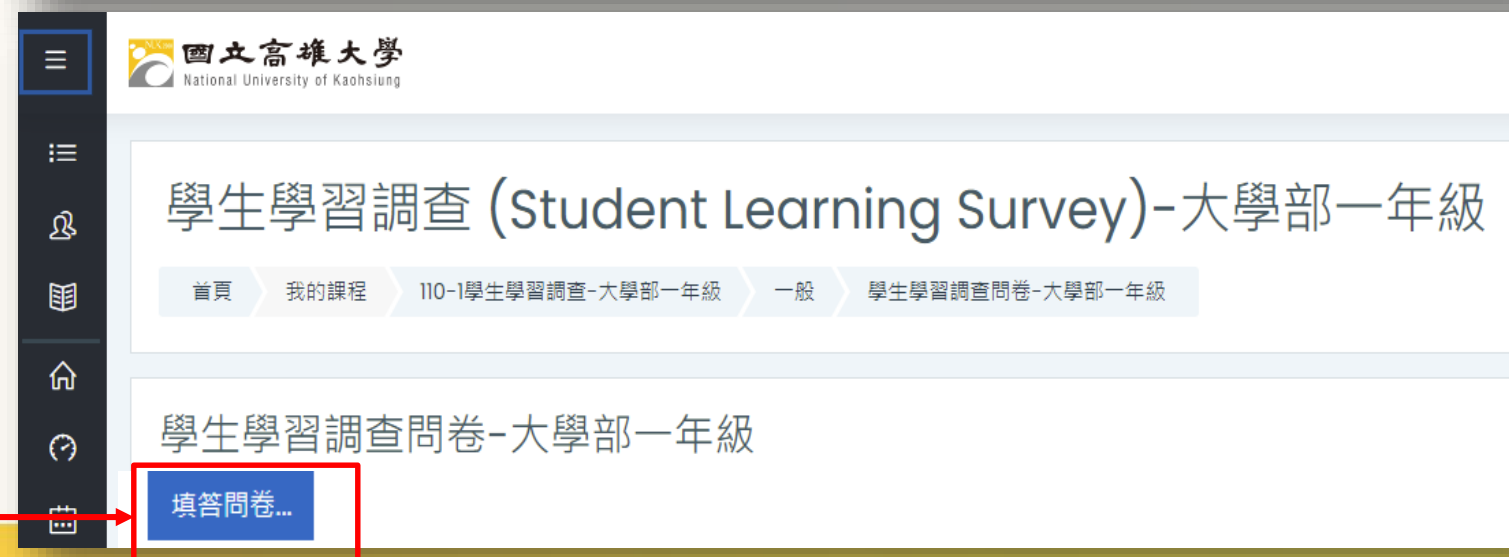 國立高雄大學
National University of Kaohsiung
學生學習調查 (Student Learning Survey)-大學部一年級
首頁 我的課程 110-1學生學習調查-大學部一年級 一般 學生學習調查問卷-大學部一年級
學生學習調查問卷-大學部一年級
填答問卷...